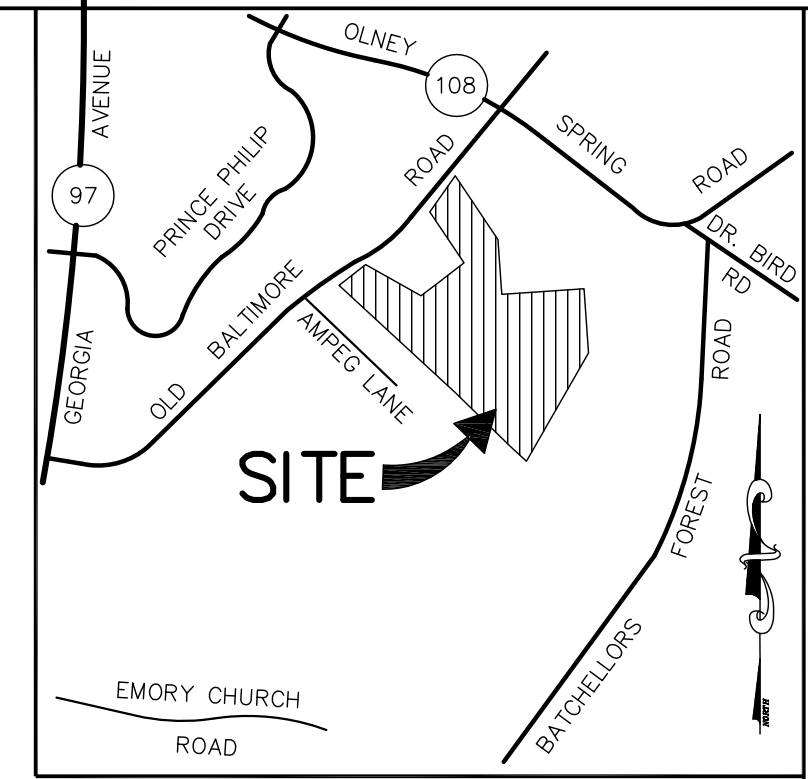 OLNEY
108
SPRING
ROAD
AVENUE
97
PRINCE PHILIP
DRIVE
ROAD
DR. BIRD
RD
OLD BALTIMORE
AMPEG LANE
GEORGIA
ROAD
SITE
FOREST
BATCHELLORS
EMORY CHURCH
ROAD
NORTH